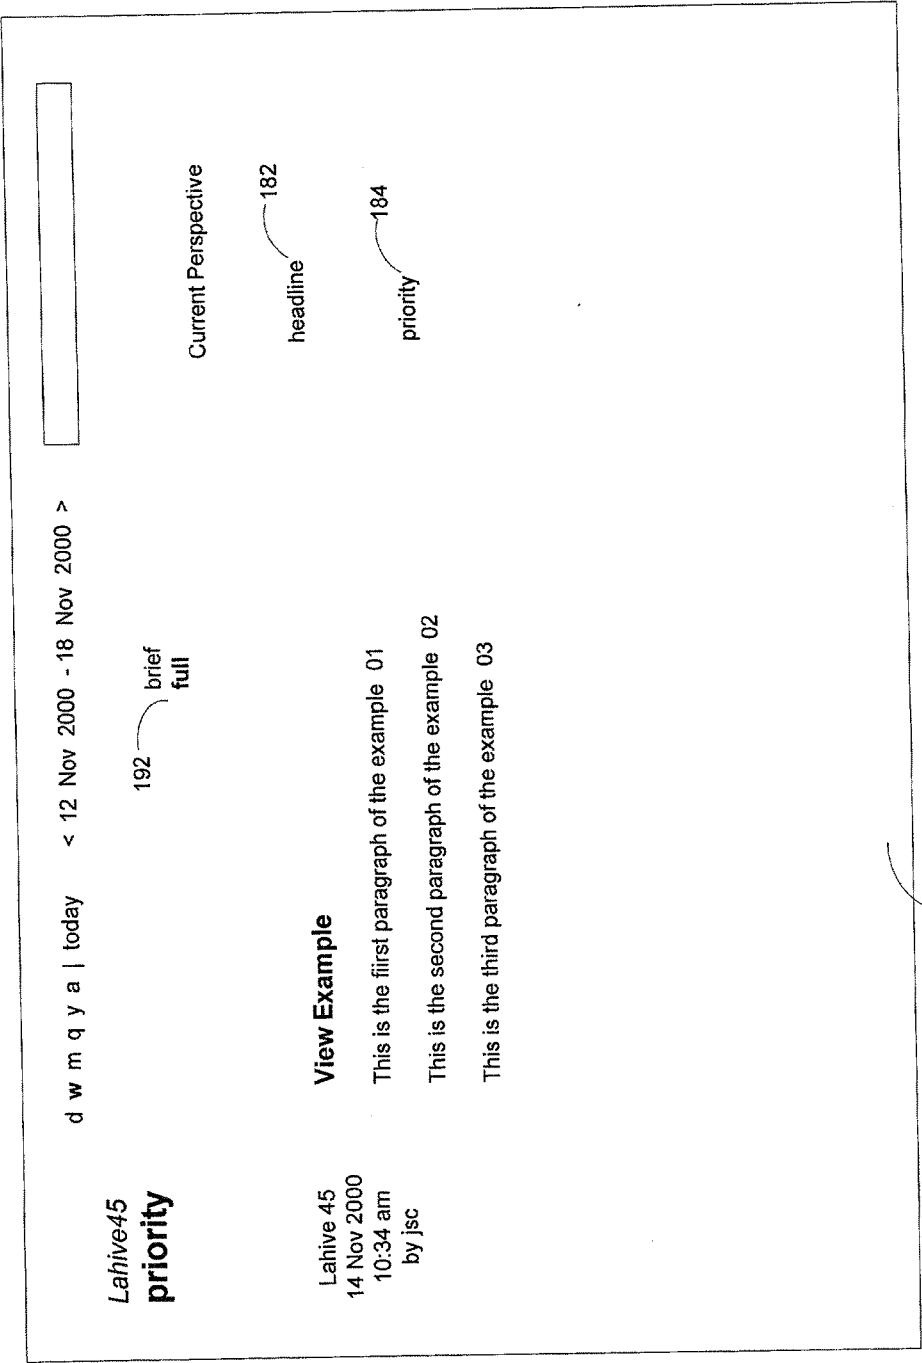 d w m q y a | today < 12 Nov 2000 - 18 Nov 2000 >
Lahive45
priority
192
brief
full
Current Perspective
182
headline
184
priority
Lahive 45
14 Nov 2000
10:34 am
by jsc
View Example
This is the fiirst paragraph of the example 01
This is the second paragraph of the example 02
This is the third paragraph of the example 03